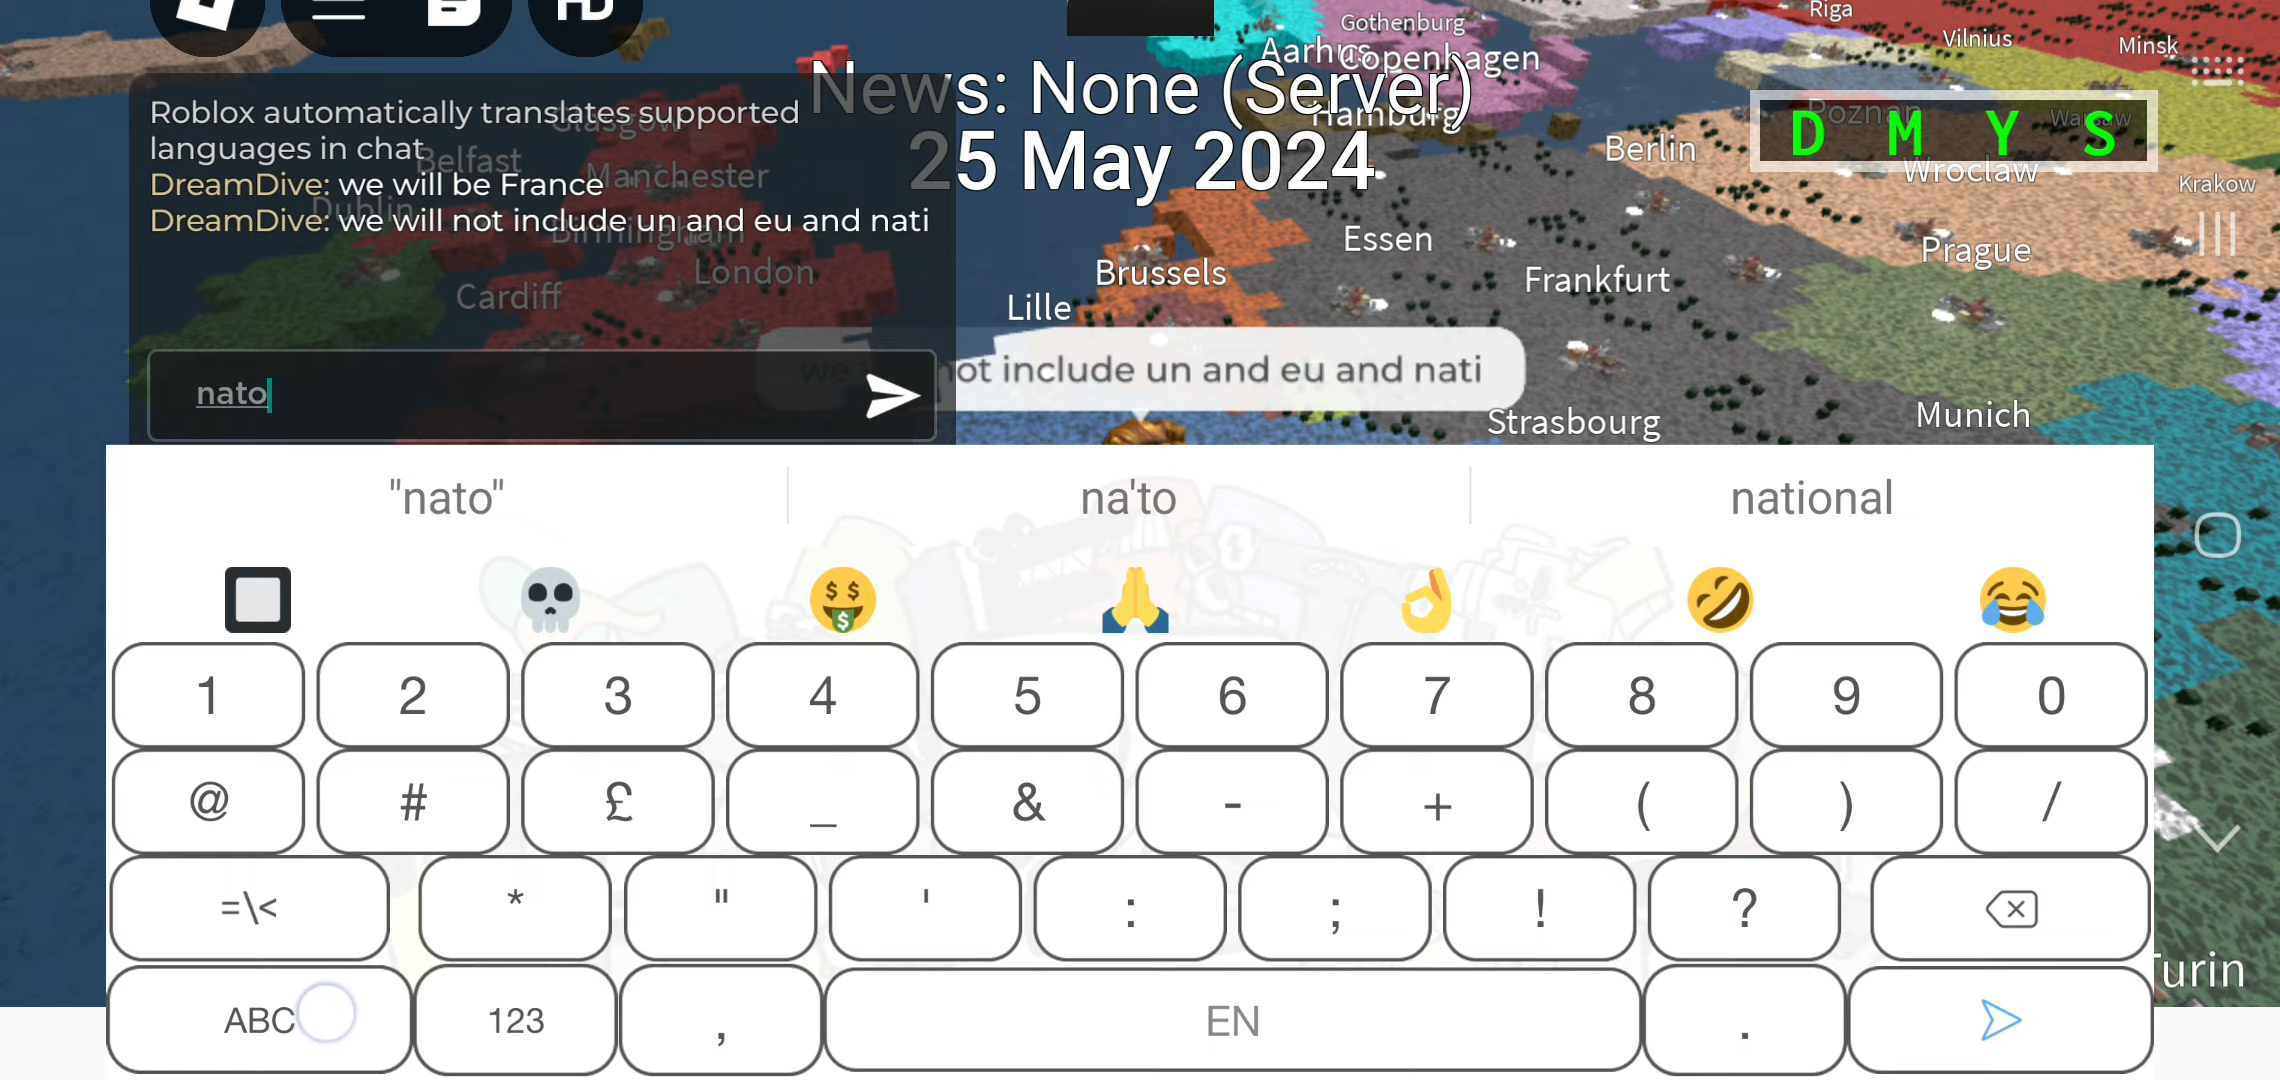 Gothenburg
Riga
Aarhus
Copenhagen
Vilnius
Minsk
News: None (Server)
Hamburg
25 May 2024
Roblox automatically translates supported
languages in chat
DreamDive: we will be France
DreamDive: we will not include un and eu and nati
Glasgow
Belfast
Manchester
Dublin
Birmingham
London
Cardiff
Berlin
Poznan
Warsaw
D M Y S
Wroclaw
Krakow
Essen
Prague
Brussels
Frankfurt
Lille
not include un and eu and nati
nato
Strasbourg
Munich
"nato"
na'to
national
1 2 3 4 5 6 7 8 9 0
@ # £ _ & - + ( ) /
=\< * " ' : ; ! ?
ABC 123 , EN .
Turin